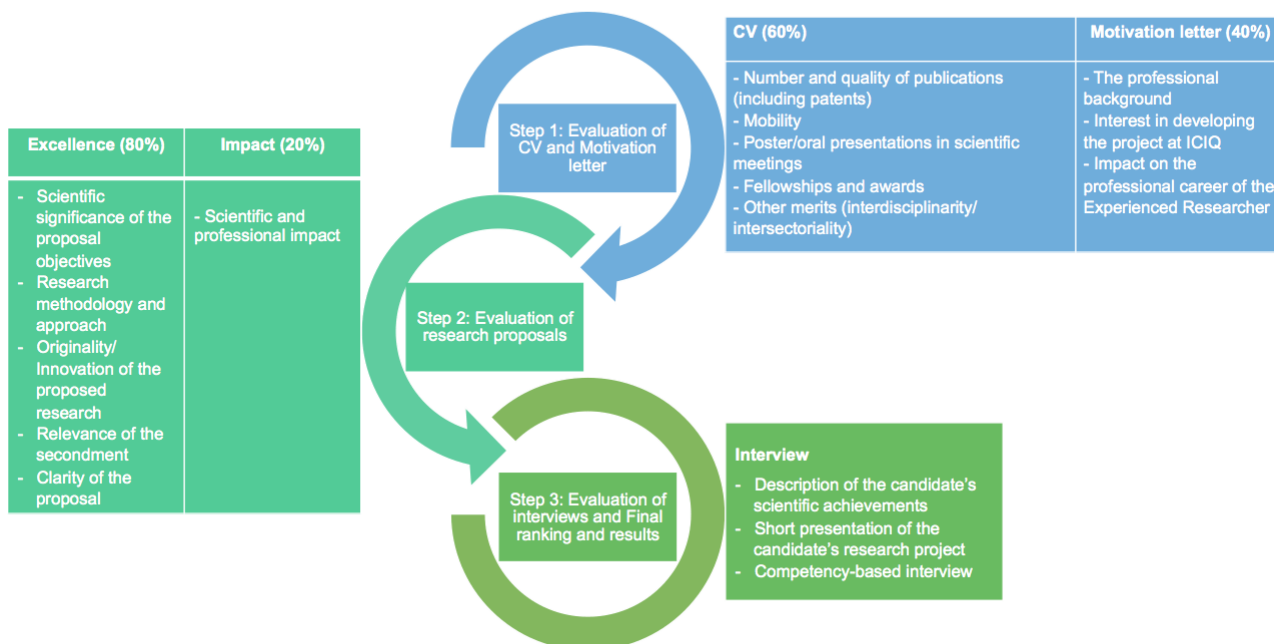 CV (60%)
Motivation letter (40%)
- Number and quality of publications
(including patents)
- Mobility
- Poster/oral presentations in scientific
meetings
- Fellowships and awards
- Other merits (interdisciplinarity/
intersectoriality)
- The professional
background
- Interest in developing
the project at ICIQ
- Impact on the
professional career of the
Experienced Researcher
Step 1: Evaluation of
CV and Motivation
letter
Excellence (80%)
Impact (20%)
- Scientific
significance of the
proposal
objectives
- Research
methodology and
approach
- Originality/
Innovation of the
proposed
research
- Relevance of the
secondment
- Clarity of the
proposal
- Scientific and
professional impact
Step 2: Evaluation of
research proposals
Step 3: Evaluation of
interviews and Final
ranking and results
Interview
- Description of the candidate's
scientific achievements
- Short presentation of the
candidate's research project
- Competency-based interview